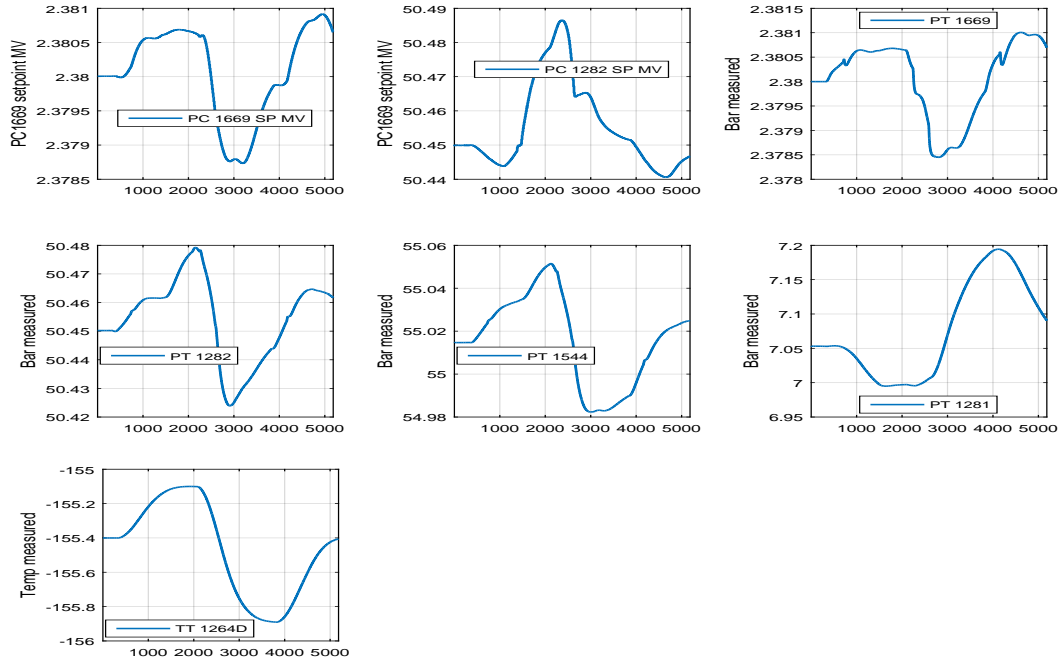 2.381
2.3805
2.38
2.3795
2.379
2.3785
PC1669 setpoint MV
PC 1669 SP MV
1000 2000 3000 4000 5000
50.49
50.48
50.47
50.46
50.45
50.44
PC1669 setpoint MV
PC 1282 SP MV
1000 2000 3000 4000 5000
2.3815
2.381
2.3805
2.38
2.3795
2.379
2.3785
2.378
Bar measured
PT 1669
1000 2000 3000 4000 5000
50.48
50.47
50.46
50.45
50.44
50.43
50.42
Bar measured
PT 1282
1000 2000 3000 4000 5000
55.06
55.04
55.02
55
54.98
Bar measured
PT 1544
1000 2000 3000 4000 5000
7.2
7.15
7.1
7.05
7
6.95
Bar measured
PT 1281
1000 2000 3000 4000 5000
-155
-155.2
-155.4
-155.6
-155.8
-156
Temp measured
TT 1264D
1000 2000 3000 4000 5000